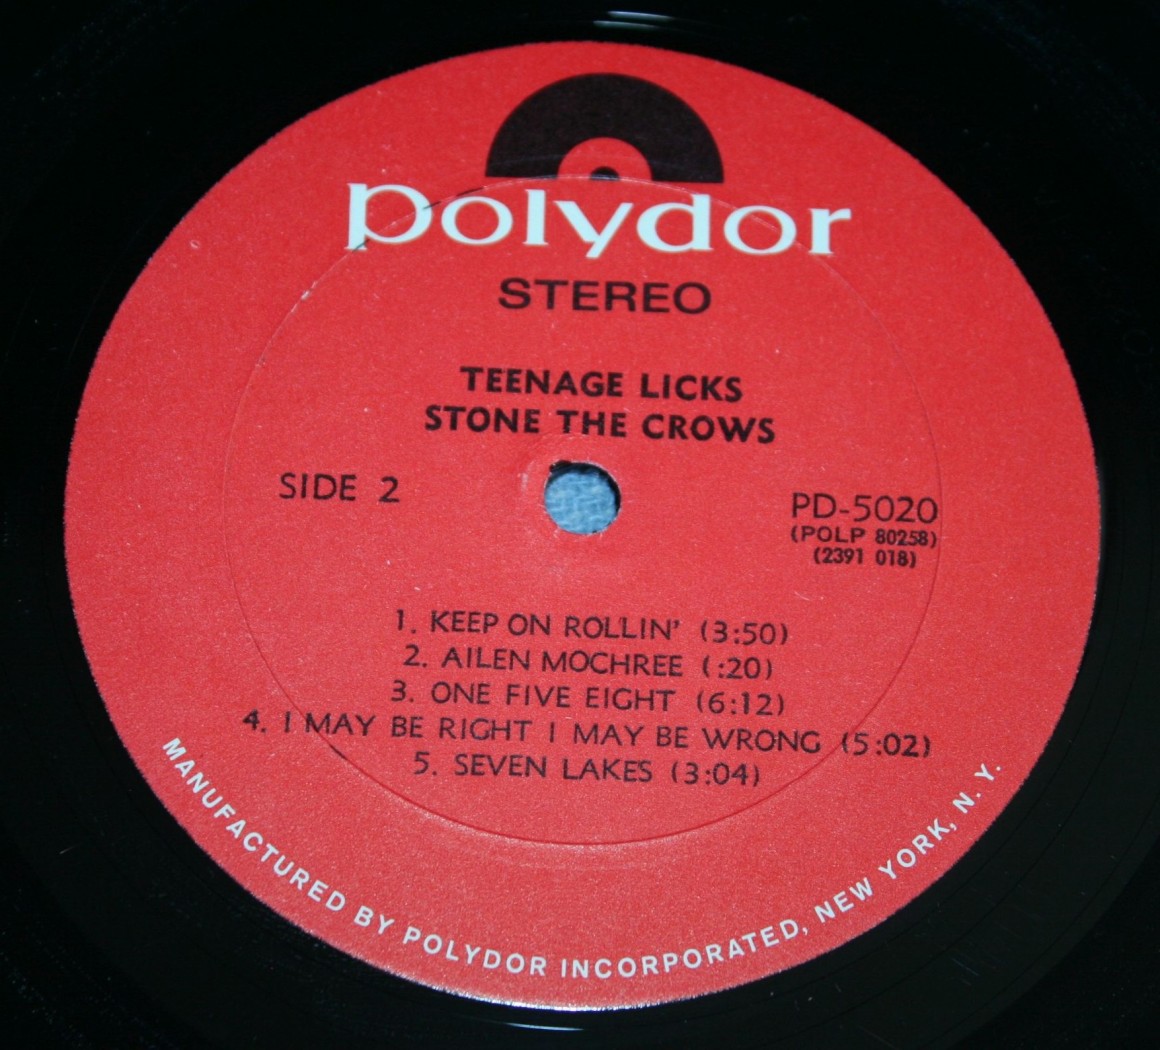 polydor
STEREO
TEENAGE LICKS
STONE THE CROWS
SIDE 2
PD-5020
(POLP 80258)
(2391 018)
1. KEEP ON ROLLIN' (3:50)
2. AILEN MOCHREE (:20)
3. ONE FIVE EIGHT (6:12)
4. I MAY BE RIGHT I MAY BE WRONG (5:02)
5. SEVEN LAKES (3:04)
MANUFACTURED BY POLYDOR INCORPORATED, NEW YORK, N. Y.